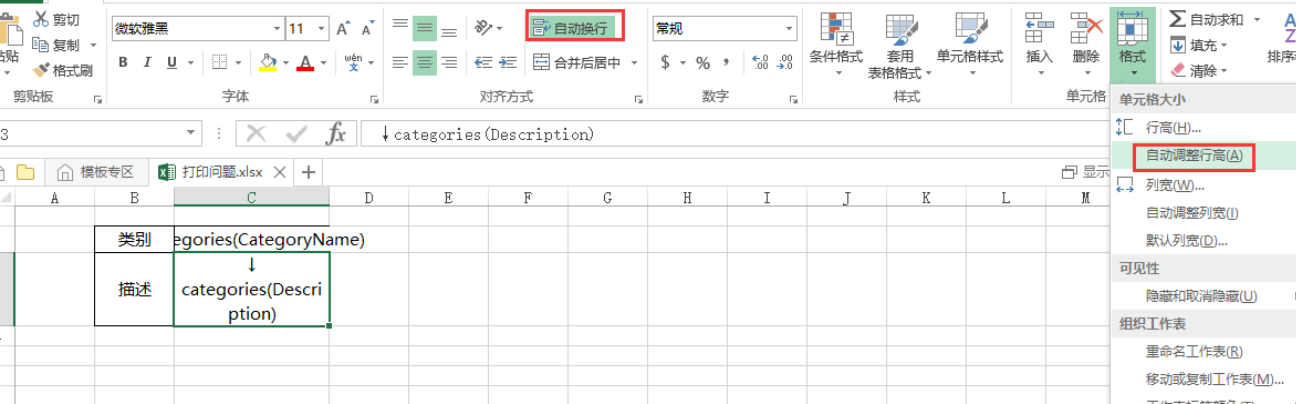 剪切
复制
格式刷
剪贴板
微软雅黑
11
A A
B I U
A
wén
文
字体
自动换行
合并后居中
对齐方式
常规
$ % ,
.00
数字
条件格式
套用
表格格式
单元格样式
样式
插入
删除
格式
单元格
自动求和
填充
清除
单元格大小
行高(H)...
自动调整行高(A)
列宽(W)...
自动调整列宽(I)
默认列宽(D)...
可见性
隐藏和取消隐藏(U)
组织工作表
重命名工作表(R)
移动或复制工作表(M)...
3
fx
↓categories(Description)
模板专区
打印问题.xlsx
显示
A B C D E F G H I J K L M
类别
egories(CategoryName)
描述
↓
categories(Descri
ption)